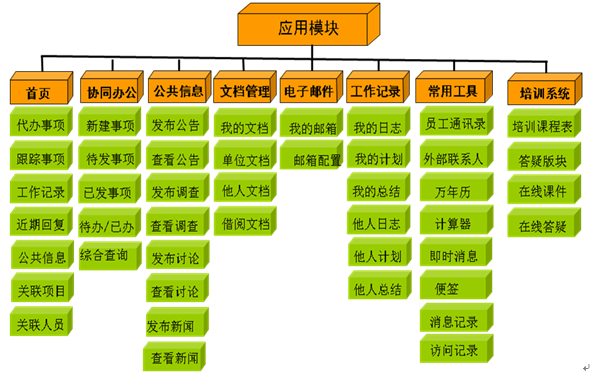 应用模块
首页
代办事项
跟踪事项
工作记录
近期回复
公共信息
关联项目
关联人员
协同办公
新建事项
待发事项
已发事项
待办/已办
综合查询
公共信息
发布公告
查看公告
发布调查
查看调查
发布讨论
查看讨论
发布新闻
查看新闻
文档管理
我的文档
单位文档
他人文档
借阅文档
电子邮件
我的邮箱
邮箱配置
工作记录
我的日志
我的计划
我的总结
他人日志
他人计划
他人总结
常用工具
员工通讯录
外部联系人
万年历
计算器
即时消息
便签
消息记录
访问记录
培训系统
培训课程表
答疑版块
在线课件
在线答疑